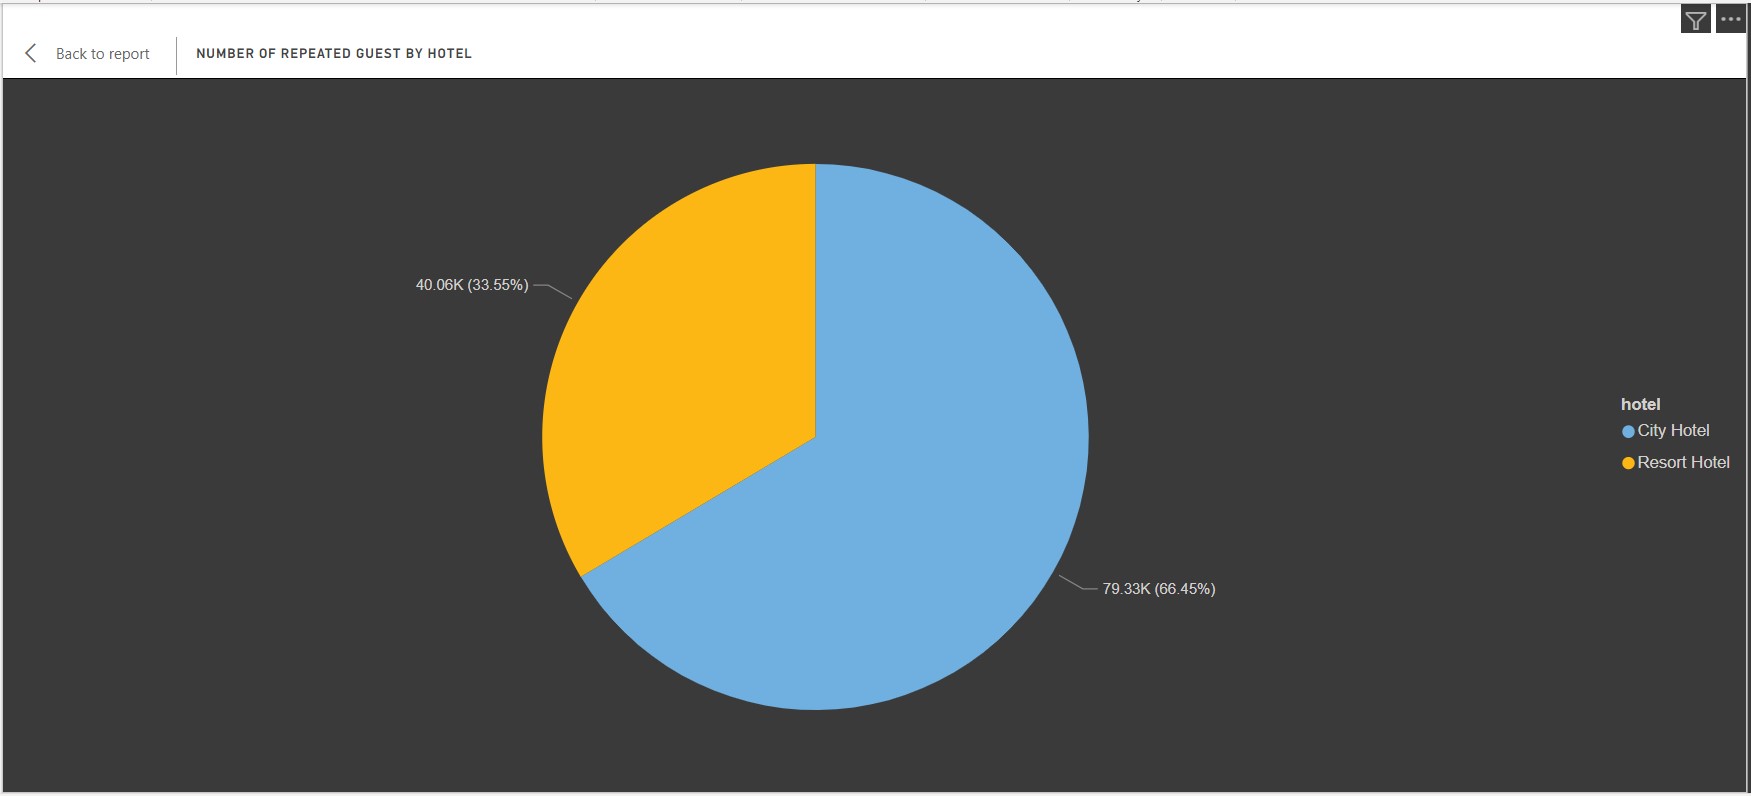 Back to report
NUMBER OF REPEATED GUEST BY HOTEL
40.06K (33.55%)
79.33K (66.45%)
hotel
City Hotel
Resort Hotel